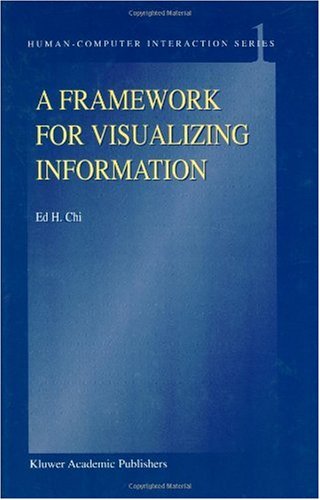 HUMAN-COMPUTER INTERACTION SERIES
1
A FRAMEWORK
FOR VISUALIZING
INFORMATION
Ed H. Chi
Kluwer Academic Publishers